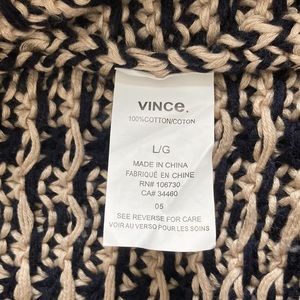 VINCE.
100%COTTON/COTON
L/G
MADE IN CHINA
FABRIQUÉ EN CHINE
RN# 106730
CA# 34460
05
SEE REVERSE FOR CARE
VOIR AU VERSO POUR LES SOINS